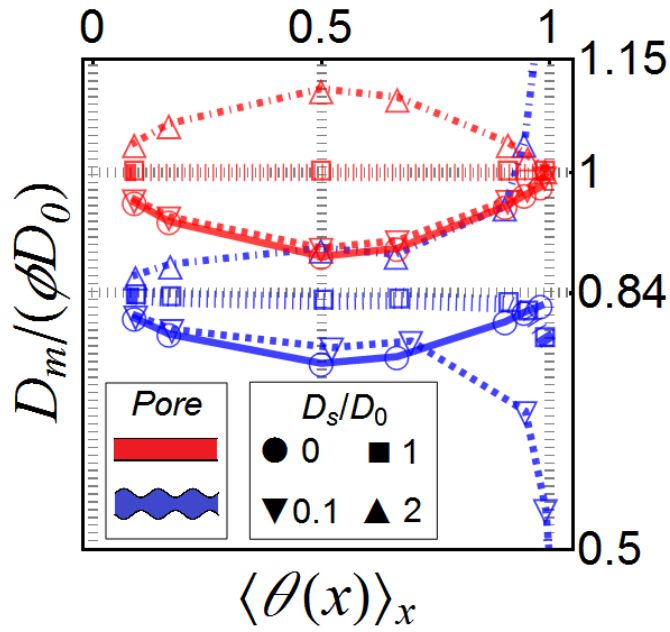 0 0.5 1
1.15
1
0.84
0.5
D_m/(ϕD_0)
Pore
D_s/D_0
0 1
0.1 2
⟨θ(x)⟩_x